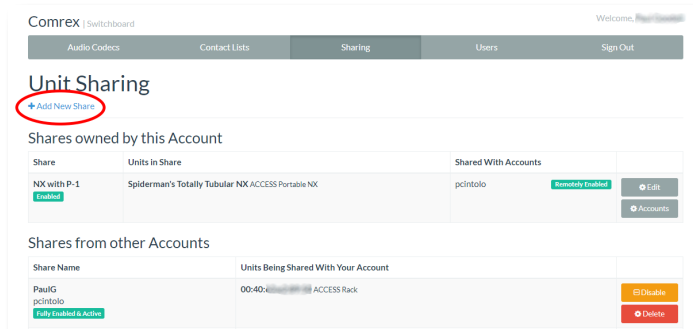 Comrex | Switchboard
Welcome,
Audio Codecs Contact Lists Sharing Users Sign Out
Unit Sharing
+ Add New Share
Shares owned by this Account
Share Units in Share Shared With Accounts
NX with P-1 Spiderman's Totally Tubular NX ACCESS Portable NX pcintolo Remotely Enabled Edit
Enabled
Accounts
Shares from other Accounts
Share Name Units Being Shared With Your Account
PaulG 00:40: ACCESS Rack Disable
pcintolo
Fully Enabled & Active Delete